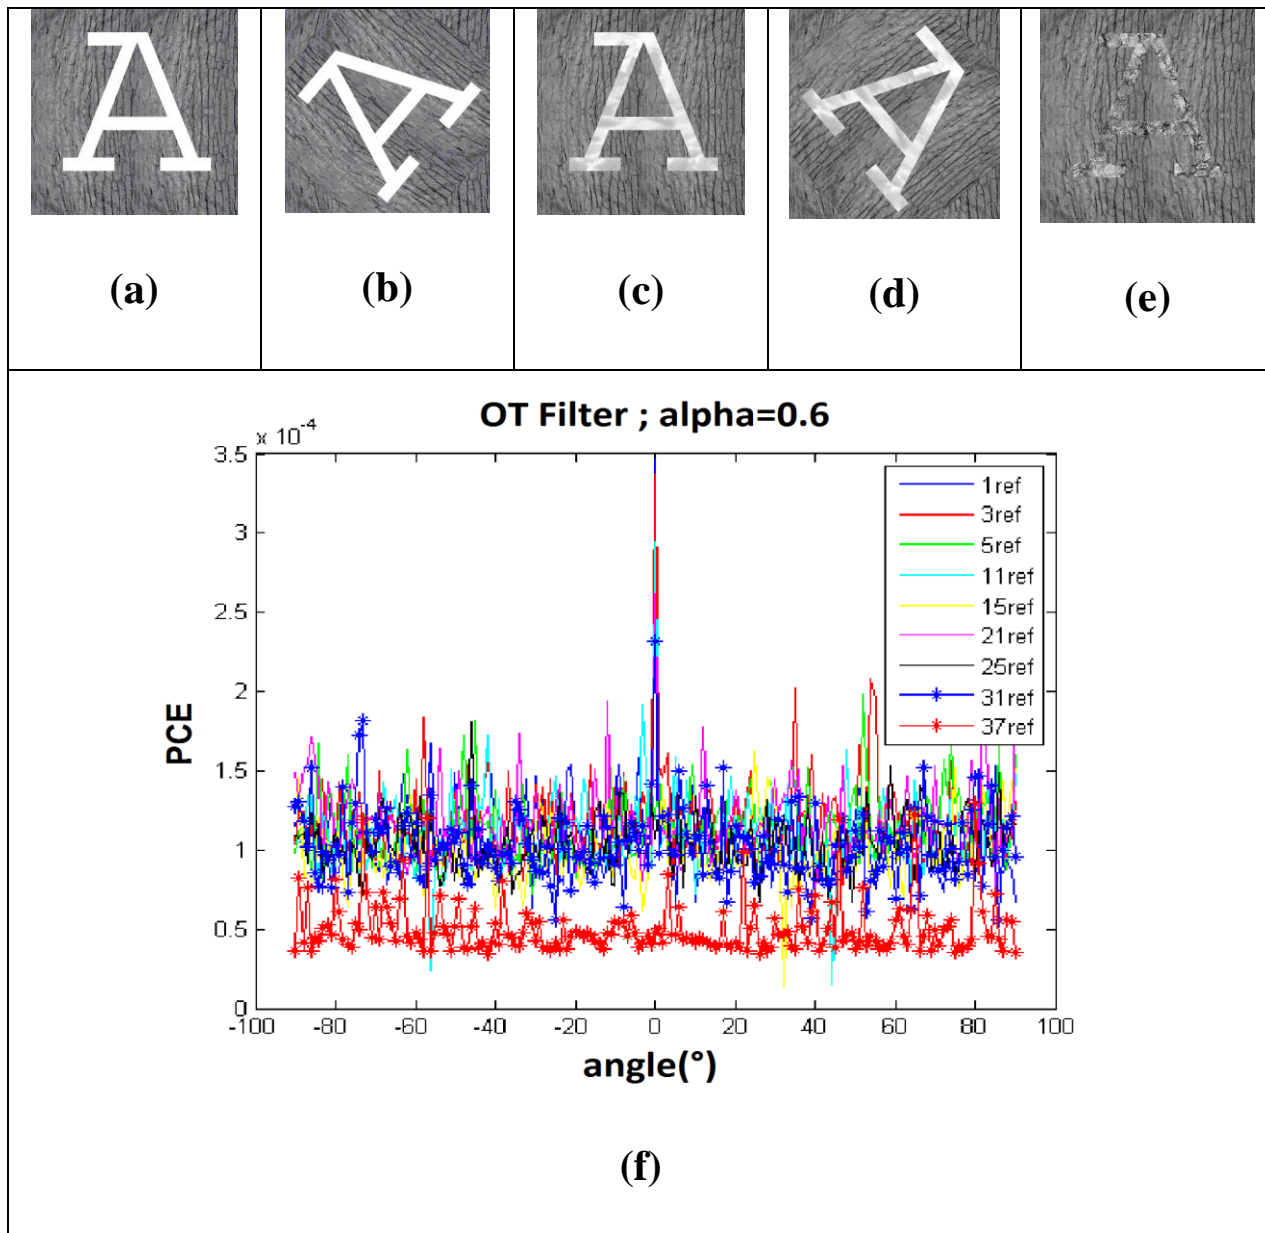 A
A
A
A
A
(a)
(b)
(c)
(d)
(e)
OT Filter ; alpha=0.6
x 10^-4
3.5
3
2.5
2
1.5
1
0.5
0
PCE
1ref
3ref
5ref
11ref
15ref
21ref
25ref
31ref
37ref
-100 -80 -60 -40 -20 0 20 40 60 80 100
angle(°)
(f)